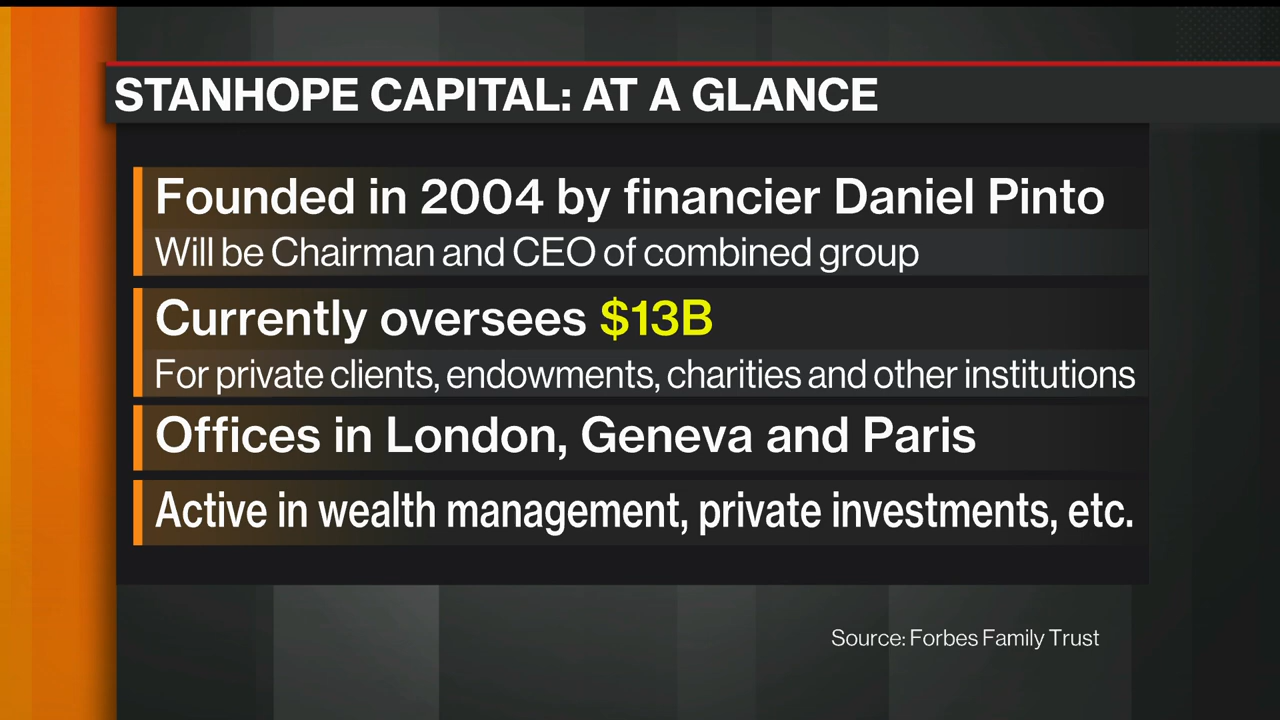 STANHOPE CAPITAL: AT A GLANCE
Founded in 2004 by financier Daniel Pinto
Will be Chairman and CEO of combined group
Currently oversees $13B
For private clients, endowments, charities and other institutions
Offices in London, Geneva and Paris
Active in wealth management, private investments, etc.
Source: Forbes Family Trust